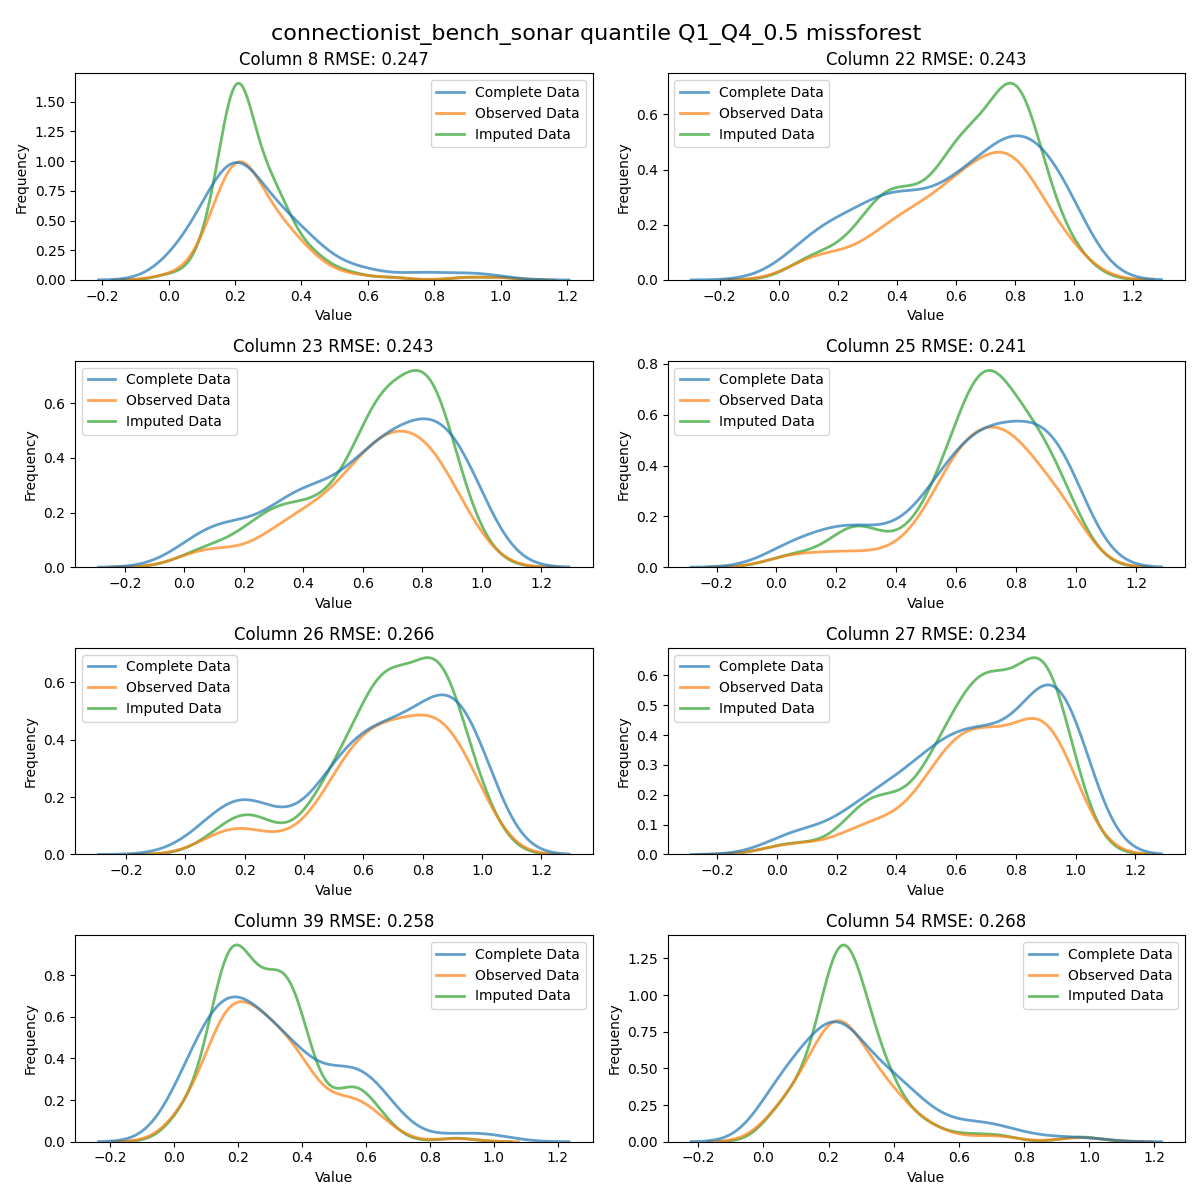 connectionist_bench_sonar quantile Q1_Q4_0.5 missforest
Column 8 RMSE: 0.247
Frequency
1.50
1.25
1.00
0.75
0.50
0.25
0.00
Complete Data
Observed Data
Imputed Data
−0.2 0.0 0.2 0.4 0.6 0.8 1.0 1.2
Value
Column 22 RMSE: 0.243
Frequency
0.6
0.4
0.2
0.0
Complete Data
Observed Data
Imputed Data
−0.2 0.0 0.2 0.4 0.6 0.8 1.0 1.2
Value
Column 23 RMSE: 0.243
Frequency
0.6
0.4
0.2
0.0
Complete Data
Observed Data
Imputed Data
−0.2 0.0 0.2 0.4 0.6 0.8 1.0 1.2
Value
Column 25 RMSE: 0.241
Frequency
0.8
0.6
0.4
0.2
0.0
Complete Data
Observed Data
Imputed Data
−0.2 0.0 0.2 0.4 0.6 0.8 1.0 1.2
Value
Column 26 RMSE: 0.266
Frequency
0.6
0.4
0.2
0.0
Complete Data
Observed Data
Imputed Data
−0.2 0.0 0.2 0.4 0.6 0.8 1.0 1.2
Value
Column 27 RMSE: 0.234
Frequency
0.6
0.5
0.4
0.3
0.2
0.1
0.0
Complete Data
Observed Data
Imputed Data
−0.2 0.0 0.2 0.4 0.6 0.8 1.0 1.2
Value
Column 39 RMSE: 0.258
Frequency
0.8
0.6
0.4
0.2
0.0
Complete Data
Observed Data
Imputed Data
−0.2 0.0 0.2 0.4 0.6 0.8 1.0 1.2
Value
Column 54 RMSE: 0.268
Frequency
1.25
1.00
0.75
0.50
0.25
0.00
Complete Data
Observed Data
Imputed Data
−0.2 0.0 0.2 0.4 0.6 0.8 1.0 1.2
Value